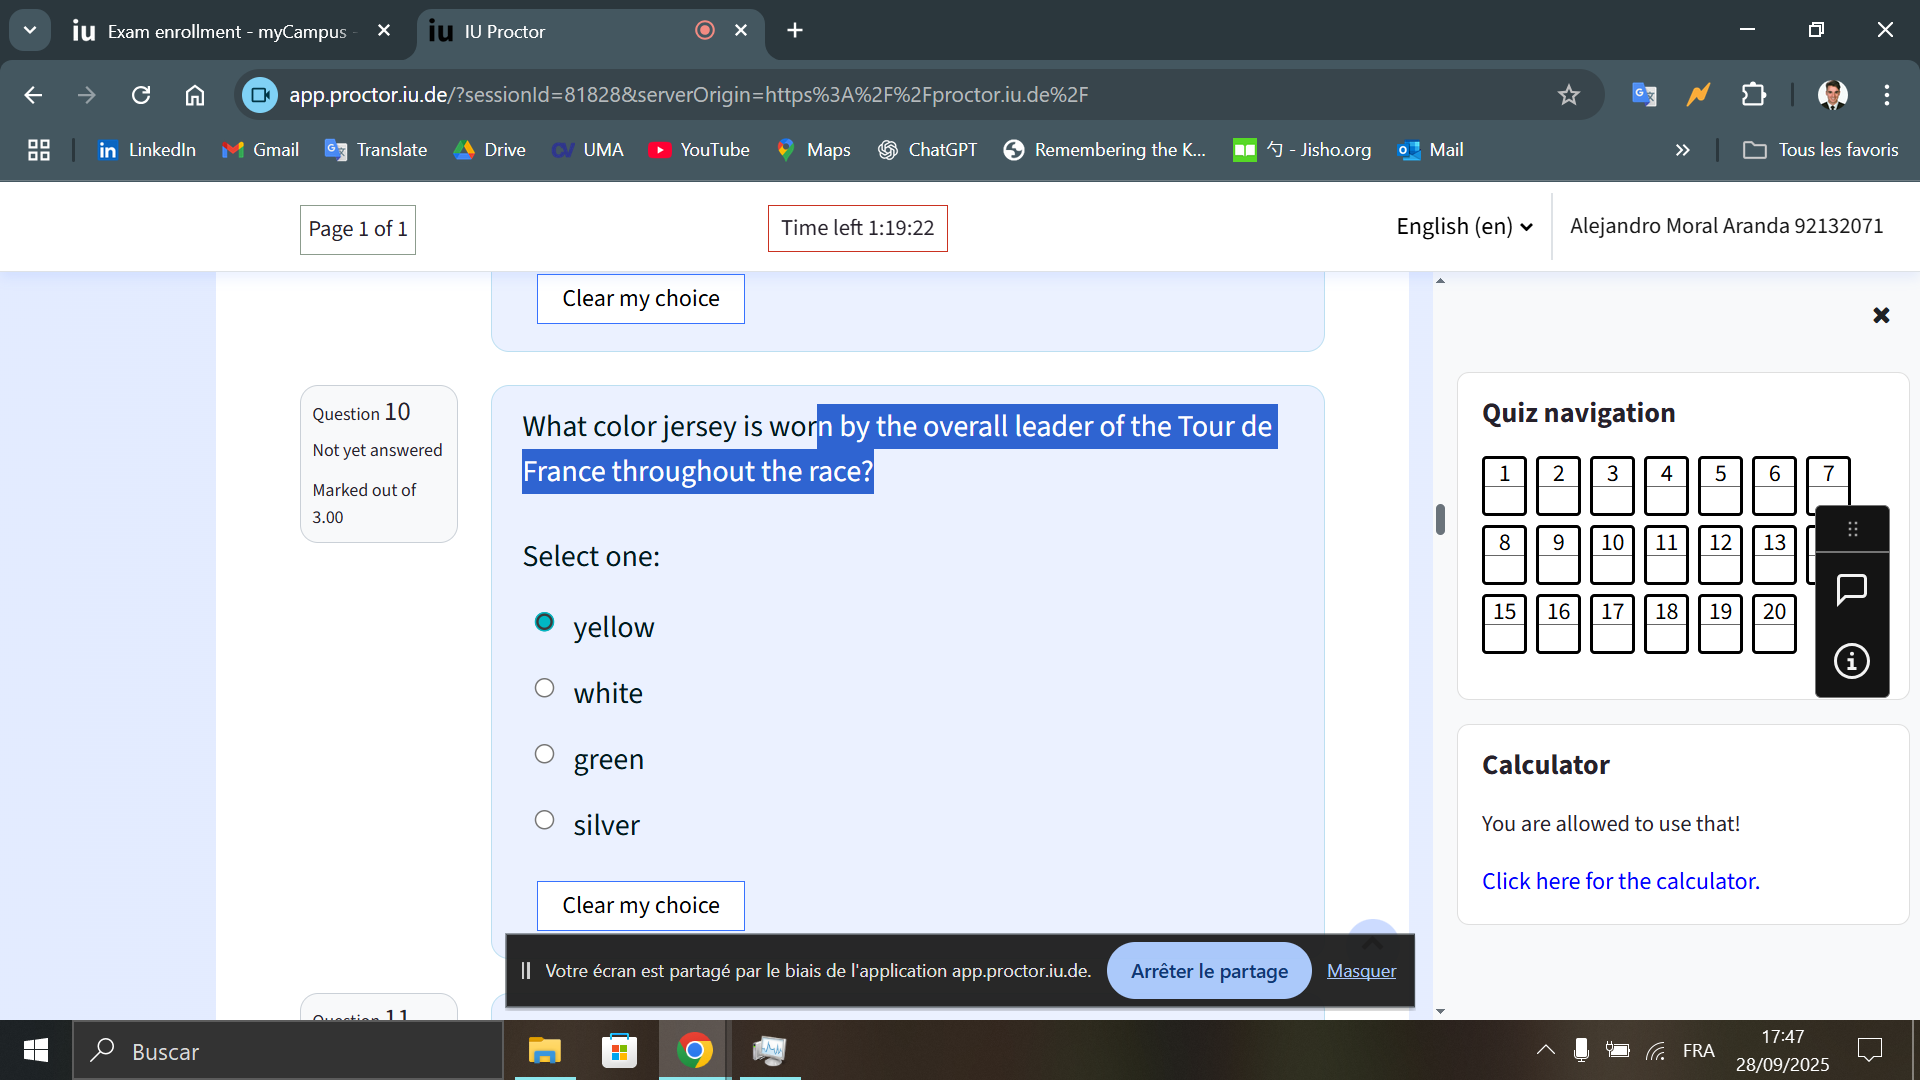 iu Exam enrollment - myCampus -
iu IU Proctor
app.proctor.iu.de/?sessionId=81828&serverOrigin=https%3A%2F%2Fproctor.iu.de%2F
LinkedIn Gmail Translate Drive UMA YouTube Maps ChatGPT Remembering the K... 勺 - Jisho.org Mail » Tous les favoris
Page 1 of 1
Time left 1:19:22
English (en)
Alejandro Moral Aranda 92132071
Clear my choice
Question 10
Not yet answered
Marked out of
3.00
What color jersey is worn by the overall leader of the Tour de
France throughout the race?
Select one:
yellow
white
green
silver
Clear my choice
Question 11
Quiz navigation
1 2 3 4 5 6 7
8 9 10 11 12 13
15 16 17 18 19 20
Calculator
You are allowed to use that!
Click here for the calculator.
Votre écran est partagé par le biais de l'application app.proctor.iu.de.
Arrêter le partage
Masquer
Buscar
FRA
17:47
28/09/2025